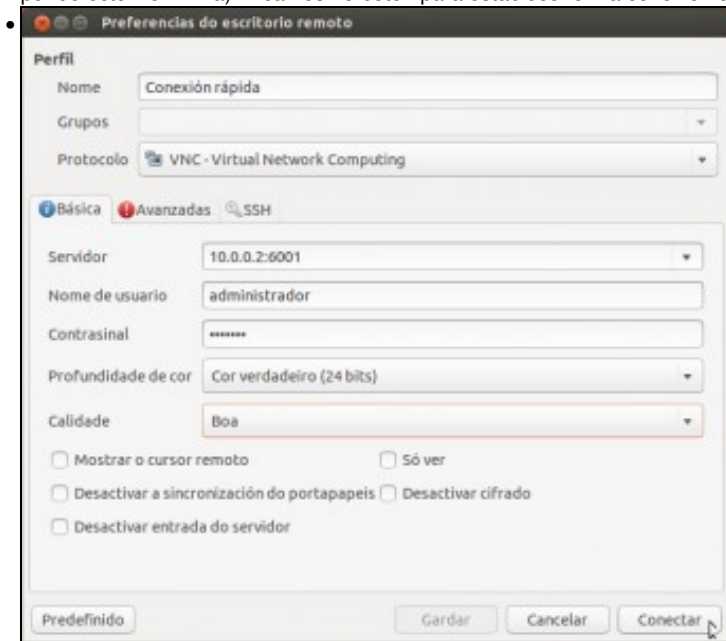 Preferencias do escritorio remoto
Perfil
Nome Conexión rápida
Grupos
Protocolo VNC - Virtual Network Computing
Básica Avanzadas SSH
Servidor 10.0.0.2:6001
Nome de usuario administrador
Contrasinal •••••••
Profundidade de cor Cor verdadeiro (24 bits)
Calidade Boa
Mostrar o cursor remoto Só ver
Desactivar a sincronización do portapapeis Desactivar cifrado
Desactivar entrada do servidor
Predefinido Gardar Cancelar Conectar